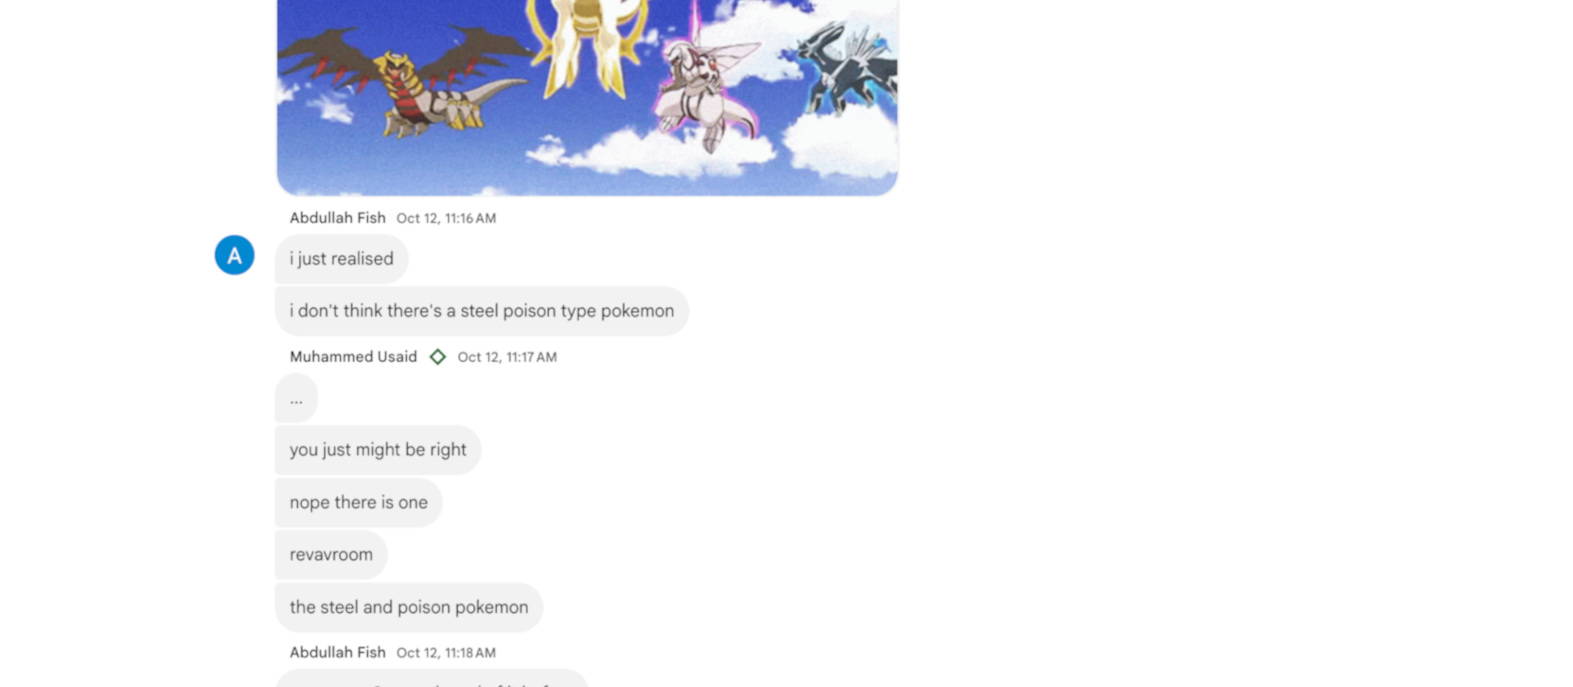 Abdullah Fish Oct 12, 11:16 AM
A
i just realised
i don't think there's a steel poison type pokemon
Muhammed Usaid Oct 12, 11:17 AM
...
you just might be right
nope there is one
revavroom
the steel and poison pokemon
Abdullah Fish Oct 12, 11:18 AM